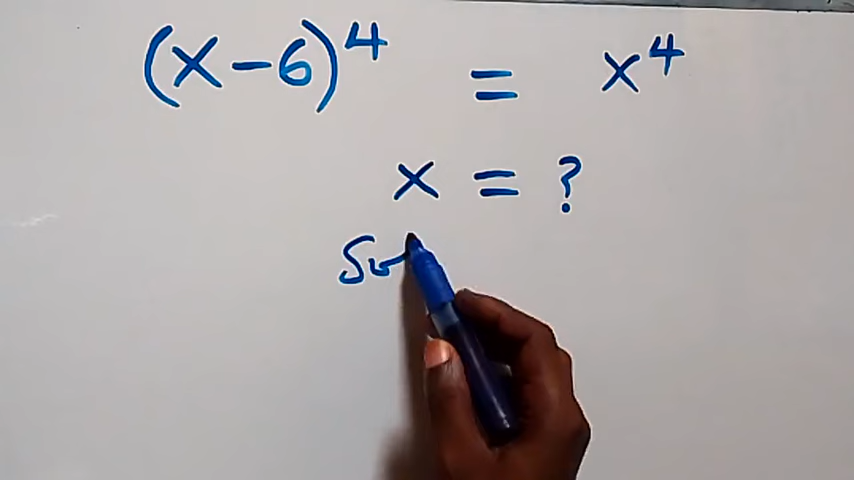 (x-6)⁴ = x⁴
x = ?